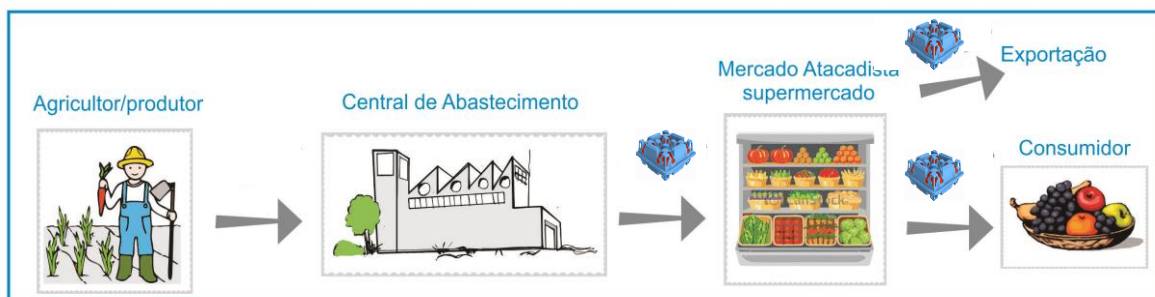 Agricultor/produtor
Central de Abastecimento
Mercado Atacadista
supermercado
Exportação
Consumidor